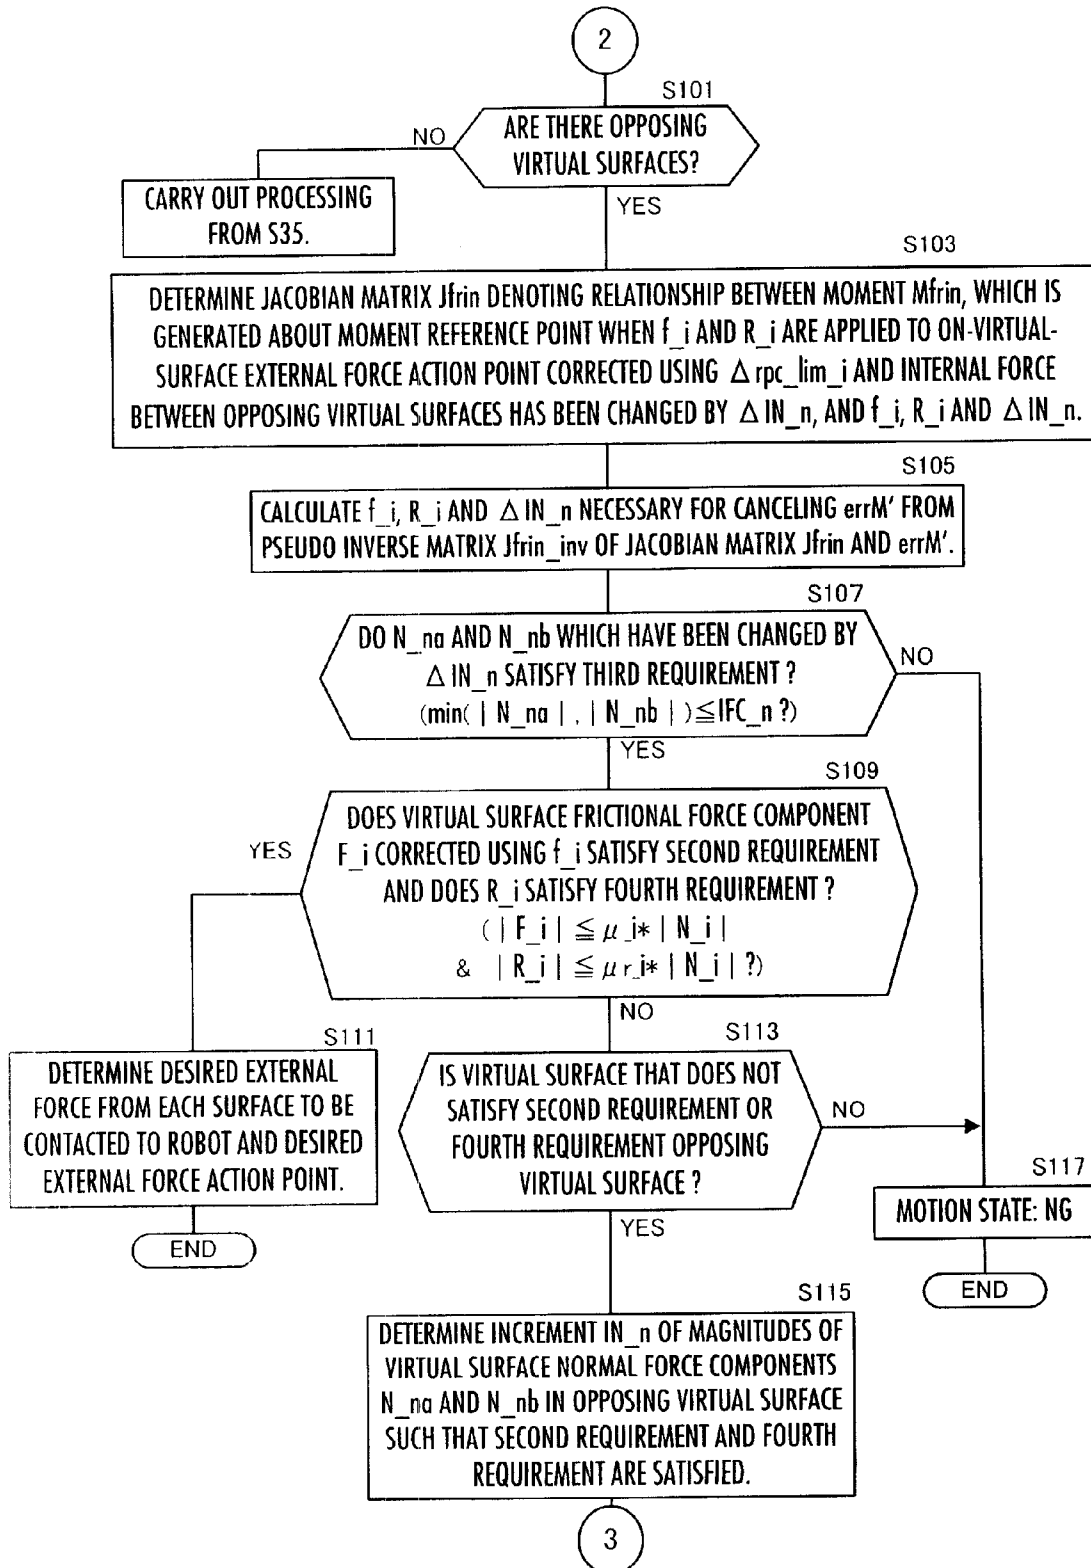 2
S101
ARE THERE OPPOSING
VIRTUAL SURFACES?
NO
CARRY OUT PROCESSING
FROM S35.
YES
S103
DETERMINE JACOBIAN MATRIX Jfrin DENOTING RELATIONSHIP BETWEEN MOMENT Mfrin, WHICH IS
GENERATED ABOUT MOMENT REFERENCE POINT WHEN f_i AND R_i ARE APPLIED TO ON-VIRTUAL-
SURFACE EXTERNAL FORCE ACTION POINT CORRECTED USING Δrpc_lim_i AND INTERNAL FORCE
BETWEEN OPPOSING VIRTUAL SURFACES HAS BEEN CHANGED BY ΔIN_n, AND f_i, R_i AND ΔIN_n.
S105
CALCULATE f_i, R_i AND ΔIN_n NECESSARY FOR CANCELING errM' FROM
PSEUDO INVERSE MATRIX Jfrin_inv OF JACOBIAN MATRIX Jfrin AND errM'.
S107
DO N_na AND N_nb WHICH HAVE BEEN CHANGED BY
ΔIN_n SATISFY THIRD REQUIREMENT ?
(min( | N_na | , | N_nb | )≦IFC_n ?)
NO
YES
S109
DOES VIRTUAL SURFACE FRICTIONAL FORCE COMPONENT
F_i CORRECTED USING f_i SATISFY SECOND REQUIREMENT
AND DOES R_i SATISFY FOURTH REQUIREMENT ?
( | F_i | ≦ μ_i* | N_i |
& | R_i | ≦ μr_i* | N_i | ?)
YES
NO
S111
DETERMINE DESIRED EXTERNAL
FORCE FROM EACH SURFACE TO BE
CONTACTED TO ROBOT AND DESIRED
EXTERNAL FORCE ACTION POINT.
END
S113
IS VIRTUAL SURFACE THAT DOES NOT
SATISFY SECOND REQUIREMENT OR
FOURTH REQUIREMENT OPPOSING
VIRTUAL SURFACE ?
NO
YES
S117
MOTION STATE: NG
END
S115
DETERMINE INCREMENT IN_n OF MAGNITUDES OF
VIRTUAL SURFACE NORMAL FORCE COMPONENTS
N_na AND N_nb IN OPPOSING VIRTUAL SURFACE
SUCH THAT SECOND REQUIREMENT AND FOURTH
REQUIREMENT ARE SATISFIED.
3